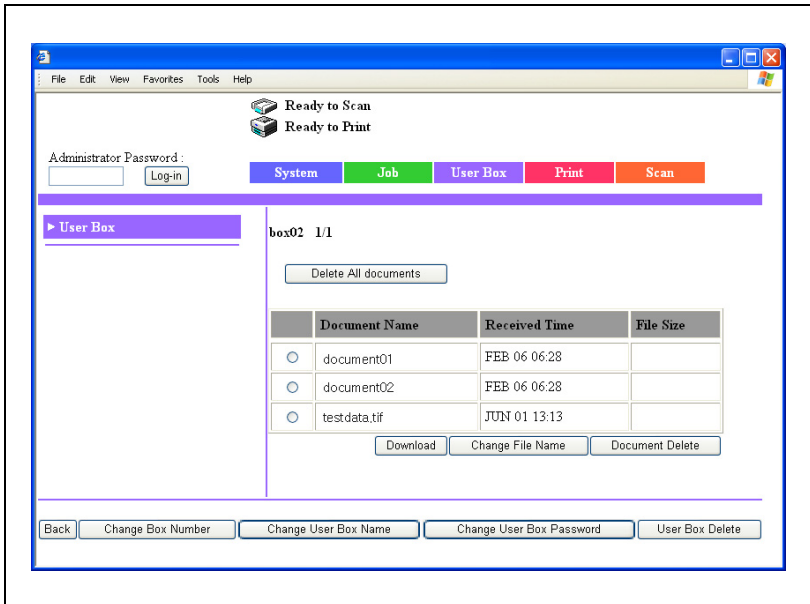 File Edit View Favorites Tools Help
Ready to Scan
Ready to Print
Administrator Password :
Log-in
System Job User Box Print Scan
User Box
box02 1/1
Delete All documents
Document Name Received Time File Size
document01 FEB 06 06:28
document02 FEB 06 06:28
testdata,tif JUN 01 13:13
Download Change File Name Document Delete
Back Change Box Number Change User Box Name Change User Box Password User Box Delete